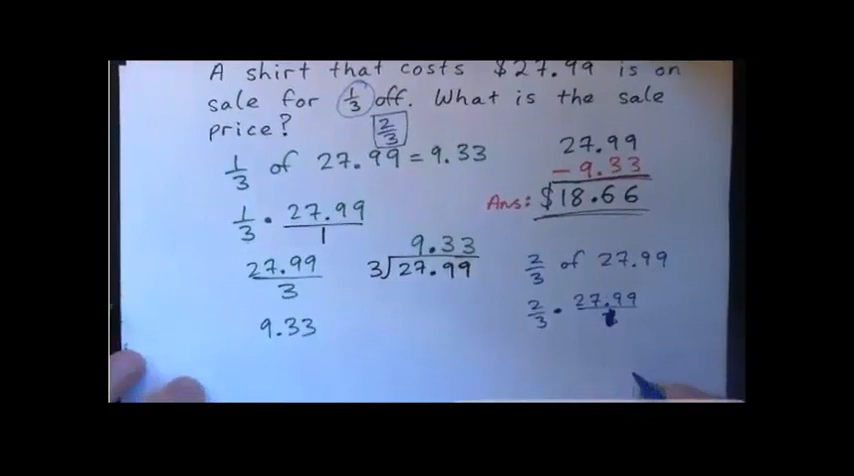 A shirt that costs $27.99 is on
sale for 1/3 off. What is the sale
price? 2/3
1/3 of 27.99 = 9.33
1/3 · 27.99/1
27.99/3
9.33
9.33
3)27.99
27.99
- 9.33
Ans: $18.66
2/3 of 27.99
2/3 · 27.99/1